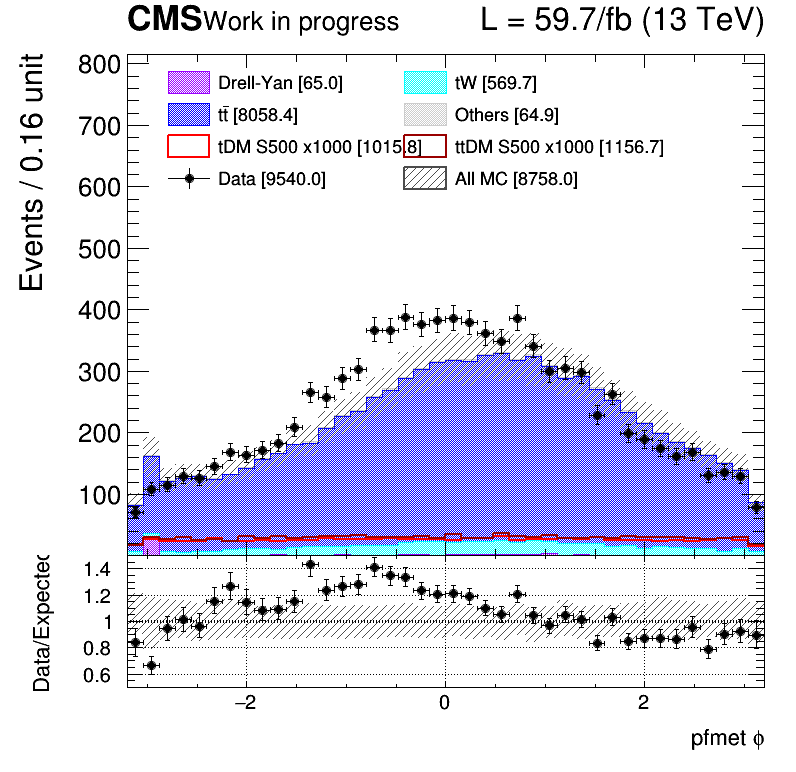 CMS Work in progress L = 59.7/fb (13 TeV)
Events / 0.16 unit
800
700
600
500
400
300
200
100
Drell-Yan [65.0]
tW [569.7]
tt̄ [8058.4]
Others [64.9]
tDM S500 x1000 [1015.8]
ttDM S500 x1000 [1156.7]
Data [9540.0]
All MC [8758.0]
Data/Expected
1.4
1.2
1
0.8
0.6
−2 0 2
pfmet ϕ